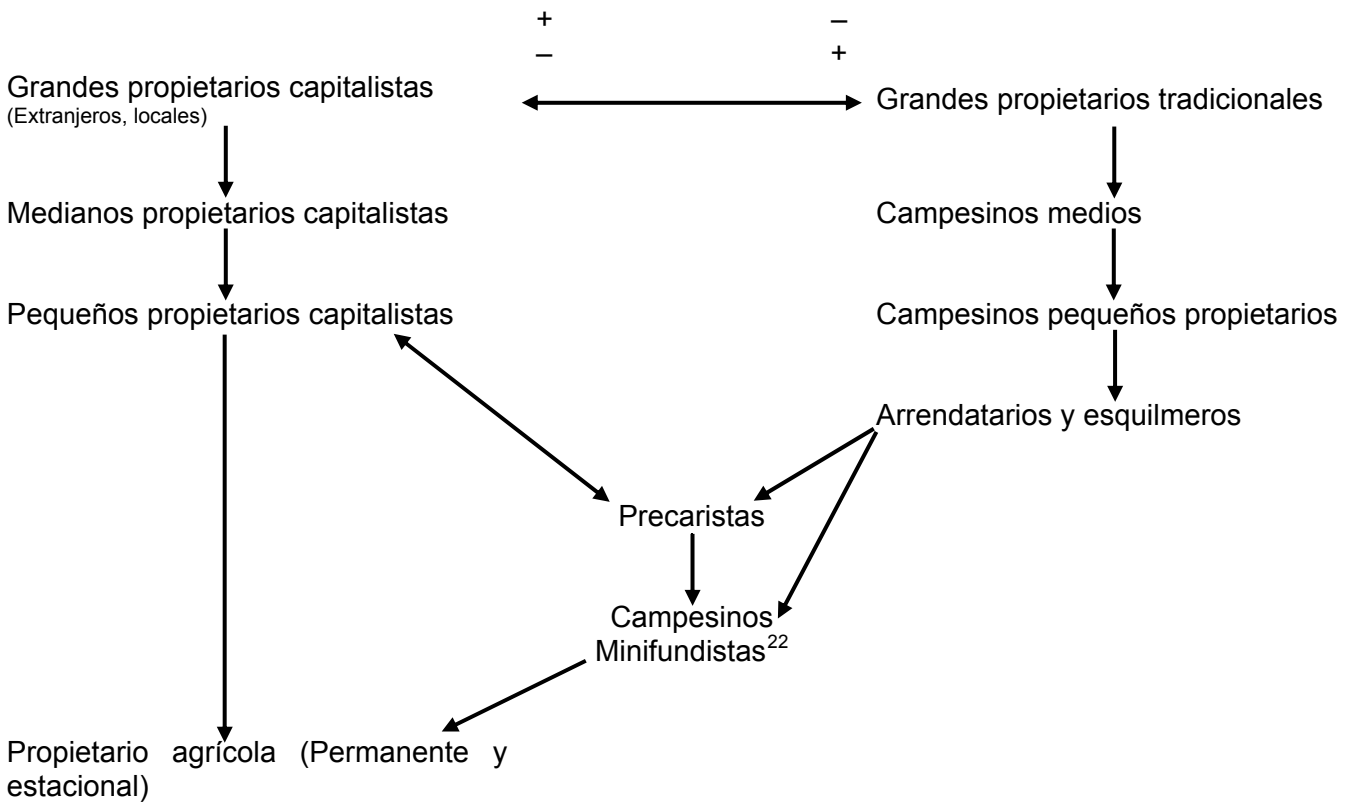 + –
– +
Grandes propietarios capitalistas
(Extranjeros, locales)
Grandes propietarios tradicionales
Medianos propietarios capitalistas
Campesinos medios
Pequeños propietarios capitalistas
Campesinos pequeños propietarios
Arrendatarios y esquilmeros
Precaristas
Campesinos
Minifundistas22
Propietario agrícola (Permanente y
estacional)